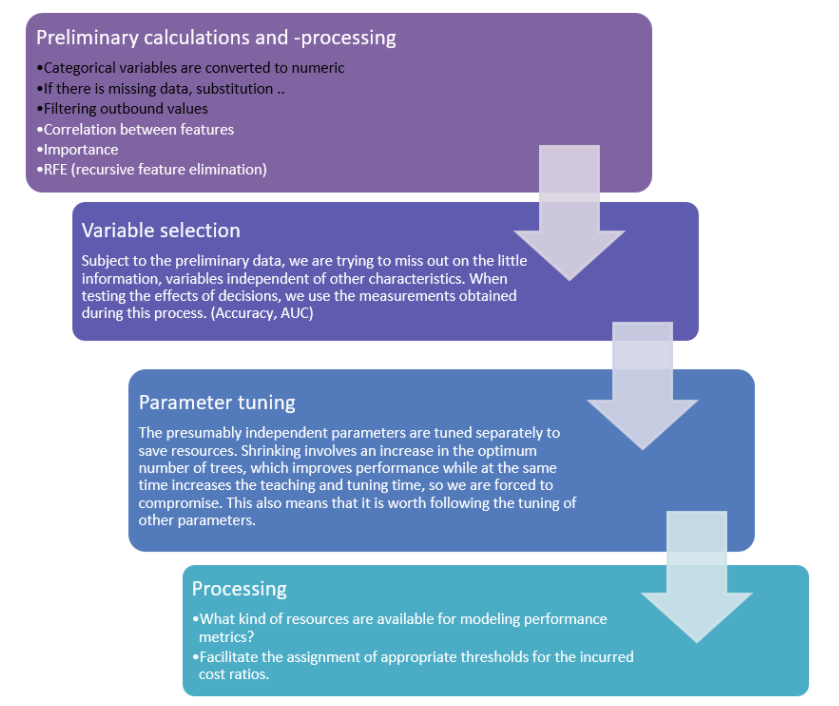 Preliminary calculations and -processing
•Categorical variables are converted to numeric
•If there is missing data, substitution ..
•Filtering outbound values
•Correlation between features
•Importance
•RFE (recursive feature elimination)
Variable selection
Subject to the preliminary data, we are trying to miss out on the little
information, variables independent of other characteristics. When
testing the effects of decisions, we use the measurements obtained
during this process. (Accuracy, AUC)
Parameter tuning
The presumably independent parameters are tuned separately to
save resources. Shrinking involves an increase in the optimum
number of trees, which improves performance while at the same
time increases the teaching and tuning time, so we are forced to
compromise. This also means that it is worth following the tuning of
other parameters.
Processing
•What kind of resources are available for modeling performance
metrics?
•Facilitate the assignment of appropriate thresholds for the incurred
cost ratios.